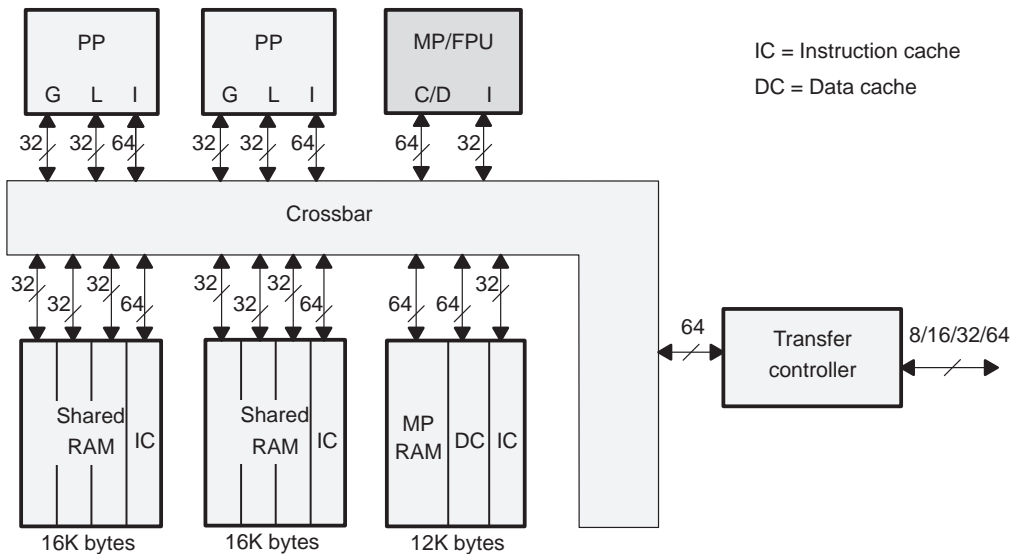 PP
PP
MP/FPU
IC = Instruction cache
DC = Data cache
G L I
G L I
C/D I
32 32 64
32 32 64
64 32
Crossbar
32 32 32 64
32 32 32 64
64 64 32
64
Transfer
controller
8/16/32/64
Shared
RAM IC
Shared
RAM IC
MP
RAM DC IC
16K bytes
16K bytes
12K bytes